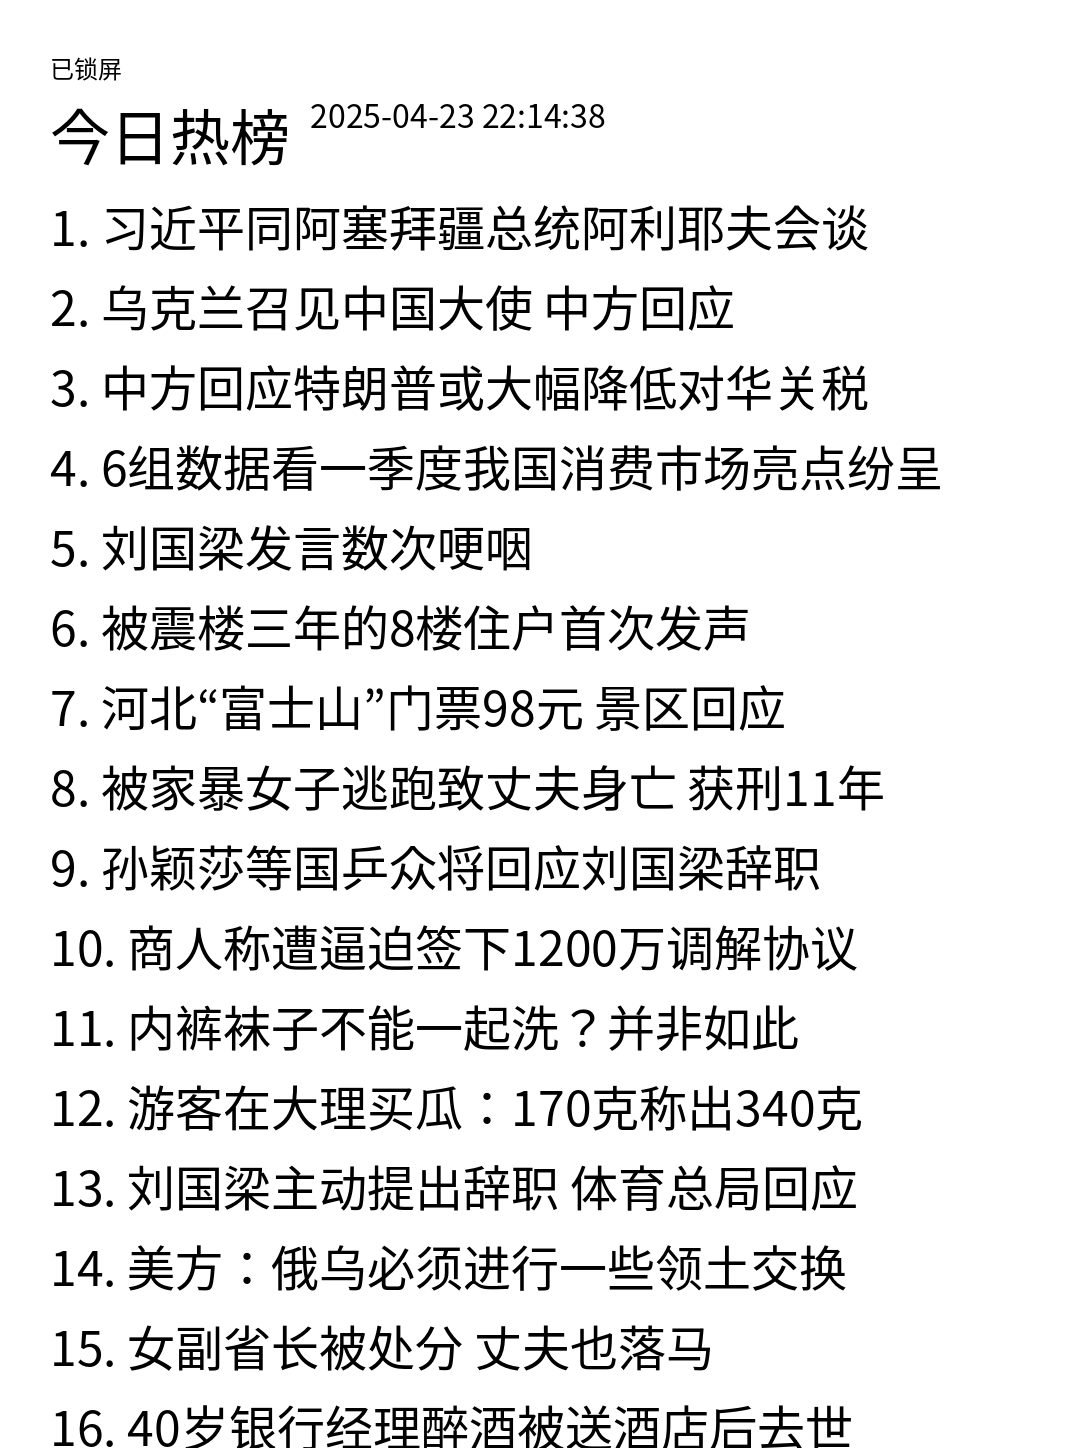 已锁屏
今日热榜 2025-04-23 22:14:38
1. 习近平同阿塞拜疆总统阿利耶夫会谈
2. 乌克兰召见中国大使 中方回应
3. 中方回应特朗普或大幅降低对华关税
4. 6组数据看一季度我国消费市场亮点纷呈
5. 刘国梁发言数次哽咽
6. 被震楼三年的8楼住户首次发声
7. 河北“富士山”门票98元 景区回应
8. 被家暴女子逃跑致丈夫身亡 获刑11年
9. 孙颖莎等国乒众将回应刘国梁辞职
10. 商人称遭逼迫签下1200万调解协议
11. 内裤袜子不能一起洗？并非如此
12. 游客在大理买瓜：170克称出340克
13. 刘国梁主动提出辞职 体育总局回应
14. 美方：俄乌必须进行一些领土交换
15. 女副省长被处分 丈夫也落马
16. 40岁银行经理醉酒被送酒店后去世